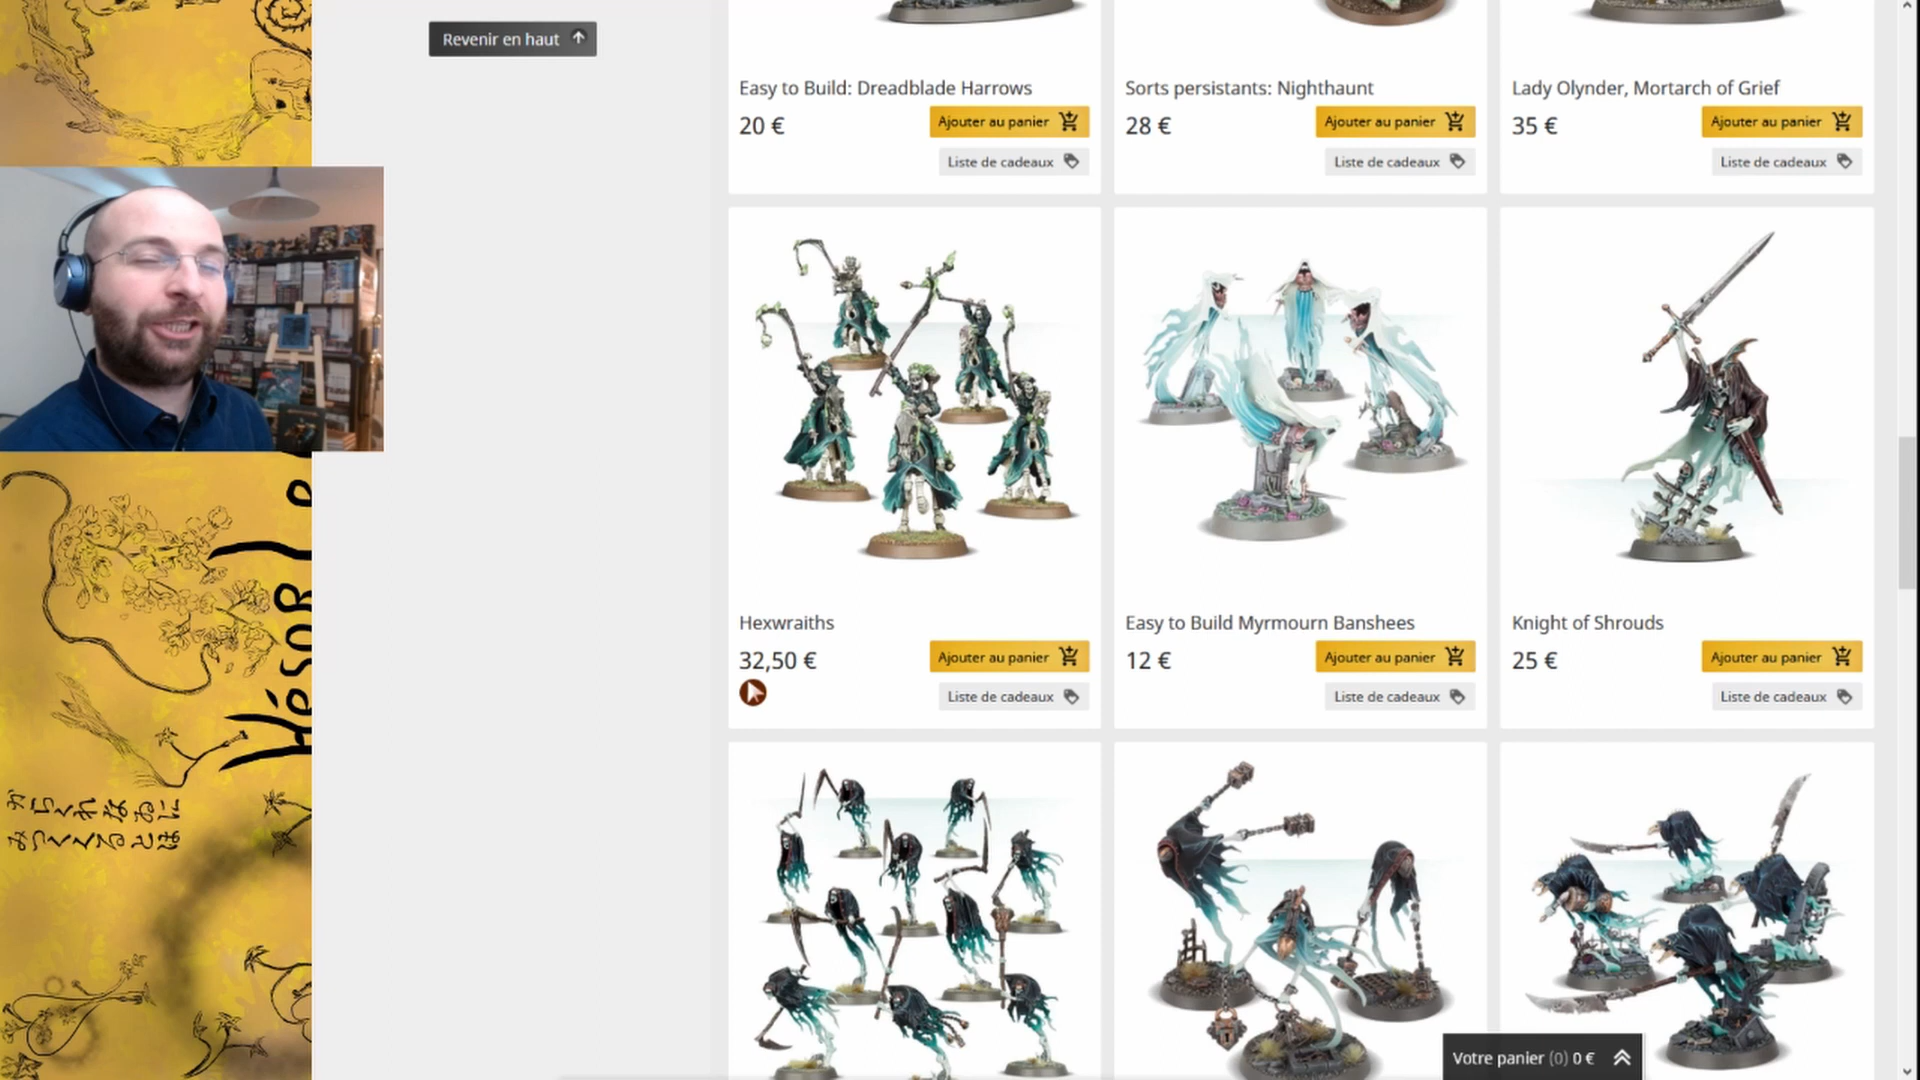 Revenir en haut
Easy to Build: Dreadblade Harrows
20 €
Ajouter au panier
Liste de cadeaux
Sorts persistants: Nighthaunt
28 €
Ajouter au panier
Liste de cadeaux
Lady Olynder, Mortarch of Grief
35 €
Ajouter au panier
Liste de cadeaux
Hexwraiths
32,50 €
Ajouter au panier
Liste de cadeaux
Easy to Build Myrmourn Banshees
12 €
Ajouter au panier
Liste de cadeaux
Knight of Shrouds
25 €
Ajouter au panier
Liste de cadeaux
Votre panier (0) 0 €